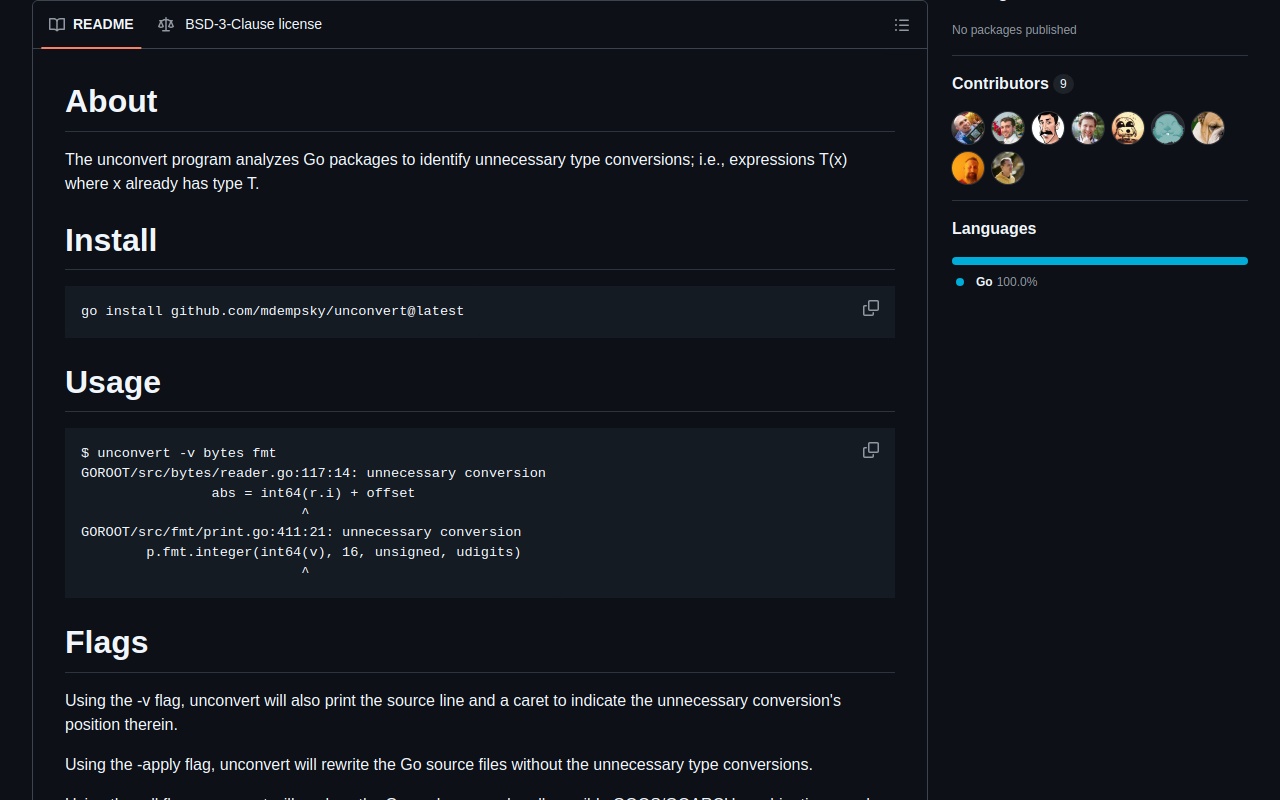 README
BSD-3-Clause license
No packages published
About
The unconvert program analyzes Go packages to identify unnecessary type conversions; i.e., expressions T(x)
where x already has type T.
Install
go install github.com/mdempsky/unconvert@latest
Usage
$ unconvert -v bytes fmt
GOROOT/src/bytes/reader.go:117:14: unnecessary conversion
                abs = int64(r.i) + offset
                           ^
GOROOT/src/fmt/print.go:411:21: unnecessary conversion
        p.fmt.integer(int64(v), 16, unsigned, udigits)
                           ^
Flags
Using the -v flag, unconvert will also print the source line and a caret to indicate the unnecessary conversion's
position therein.
Using the -apply flag, unconvert will rewrite the Go source files without the unnecessary type conversions.
Contributors 9
Languages
Go 100.0%